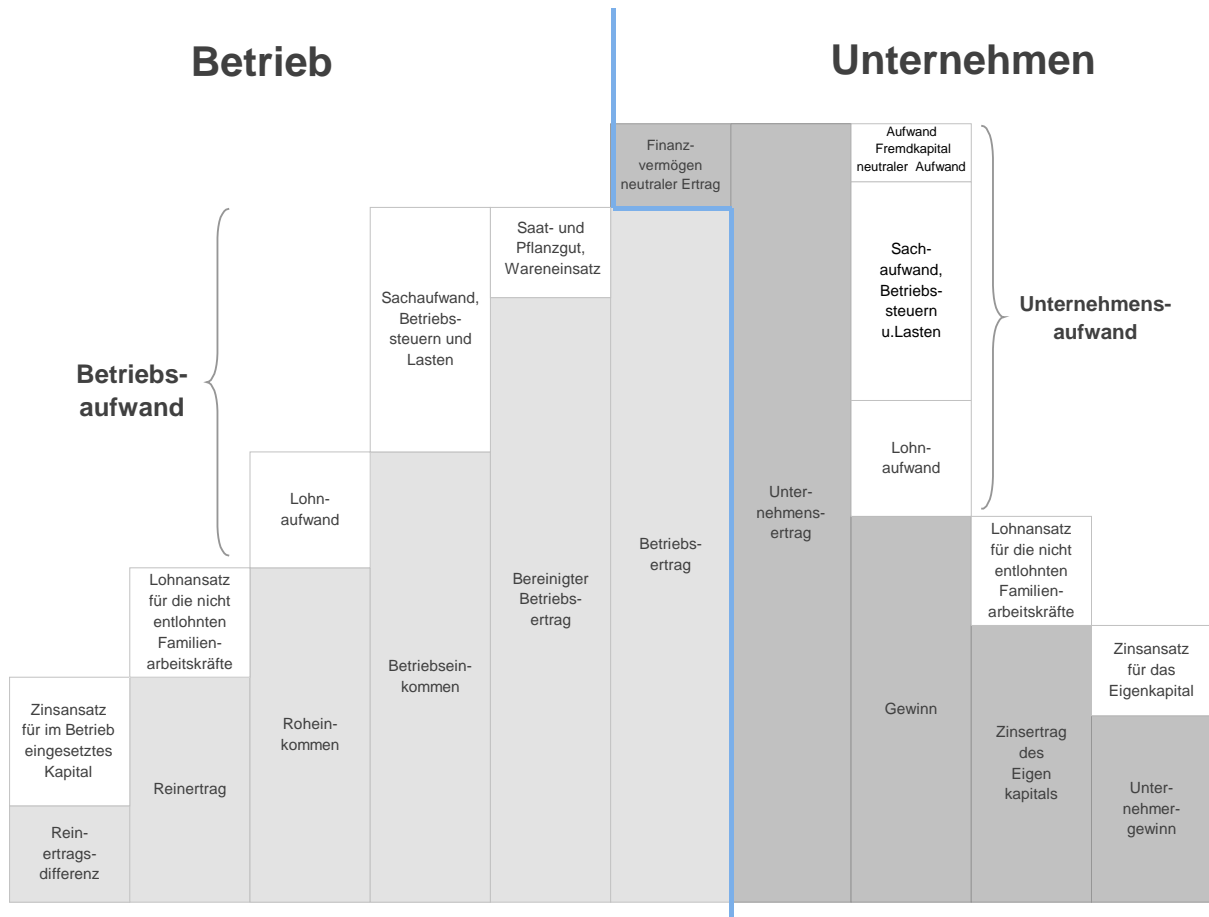 Betrieb
Unternehmen
Betriebs-
aufwand
Unternehmens-
aufwand
Zinsansatz
für im Betrieb
eingesetztes
Kapital
Rein-
ertrags-
differenz
Lohnansatz
für die nicht
entlohnten
Familien-
arbeitskräfte
Reinertrag
Lohn-
aufwand
Rohein-
kommen
Sachaufwand,
Betriebs-
steuern und
Lasten
Betriebsein-
kommen
Saat- und
Pflanzgut,
Wareneinsatz
Bereinigter
Betriebs-
ertrag
Finanz-
vermögen
neutraler Ertrag
Betriebs-
ertrag
Unter-
nehmens-
ertrag
Aufwand
Fremdkapital
neutraler Aufwand
Sach-
aufwand,
Betriebs-
steuern
u.Lasten
Lohn-
aufwand
Gewinn
Lohnansatz
für die nicht
entlohnten
Familien-
arbeitskräfte
Zinsertrag
des
Eigen
kapitals
Zinsansatz
für das
Eigenkapital
Unter-
nehmer-
gewinn